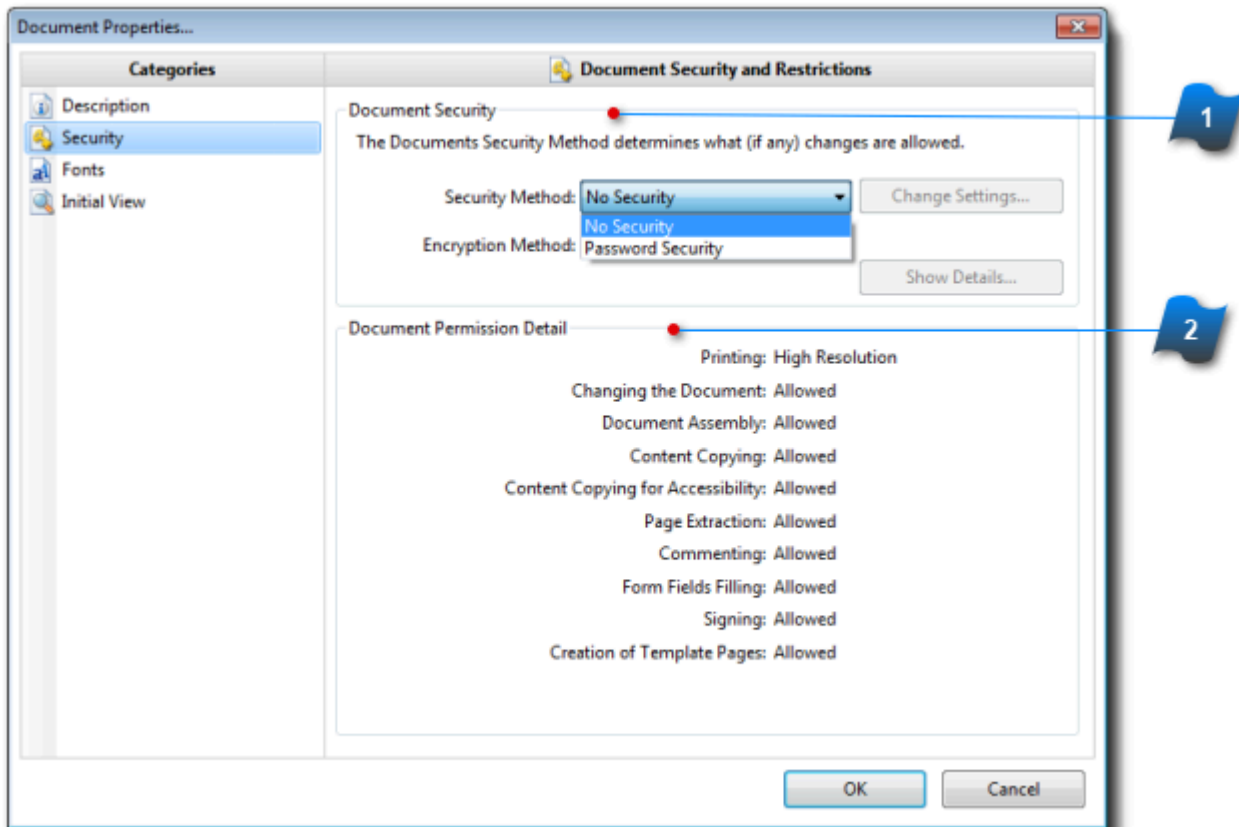 Document Properties...
Categories
Document Security and Restrictions
Description
Security
Fonts
Initial View
Document Security
1
The Documents Security Method determines what (if any) changes are allowed.
Security Method: No Security
Change Settings...
No Security
Encryption Method: Password Security
Show Details...
Document Permission Detail
2
Printing: High Resolution
Changing the Document: Allowed
Document Assembly: Allowed
Content Copying: Allowed
Content Copying for Accessibility: Allowed
Page Extraction: Allowed
Commenting: Allowed
Form Fields Filling: Allowed
Signing: Allowed
Creation of Template Pages: Allowed
OK
Cancel